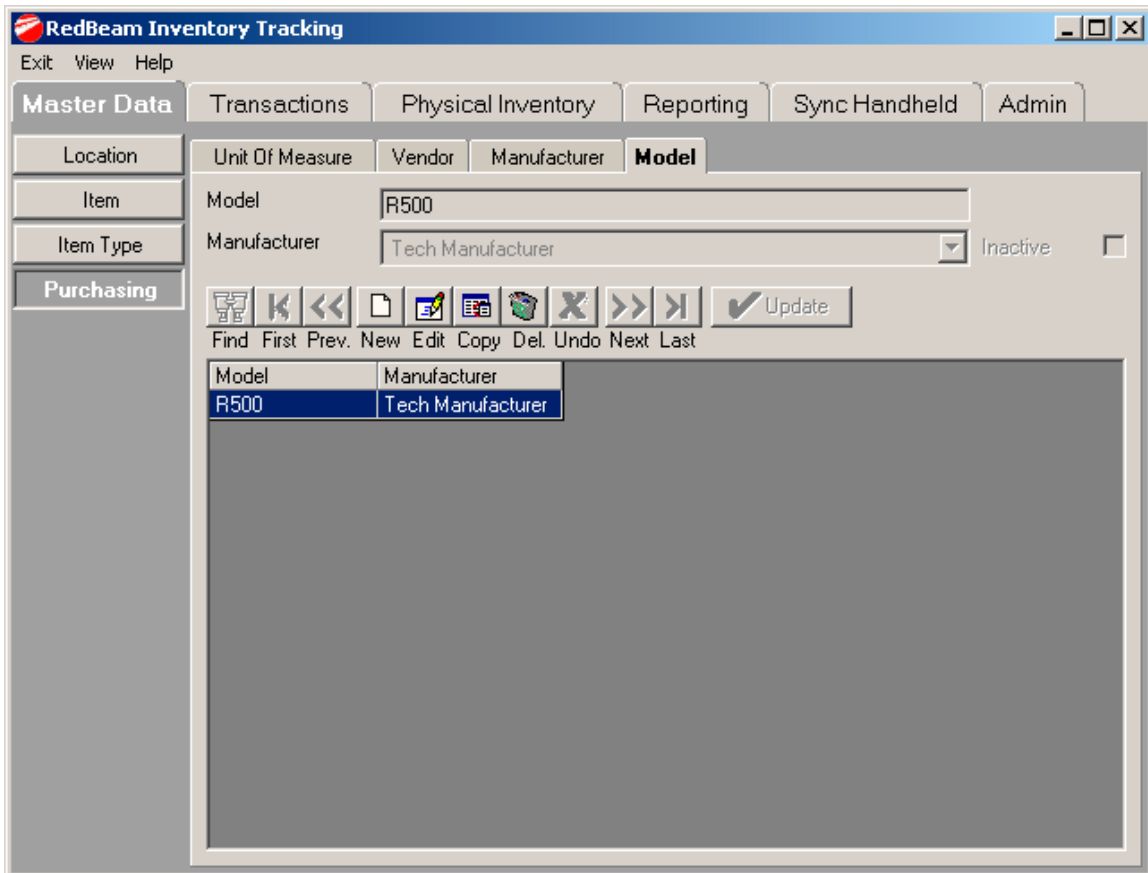 RedBeam Inventory Tracking
Exit View Help
Master Data Transactions Physical Inventory Reporting Sync Handheld Admin
Location
Item
Item Type
Purchasing
Unit Of Measure Vendor Manufacturer Model
Model R500
Manufacturer Tech Manufacturer Inactive
Update
Find First Prev. New Edit Copy Del. Undo Next Last
Model Manufacturer
R500 Tech Manufacturer